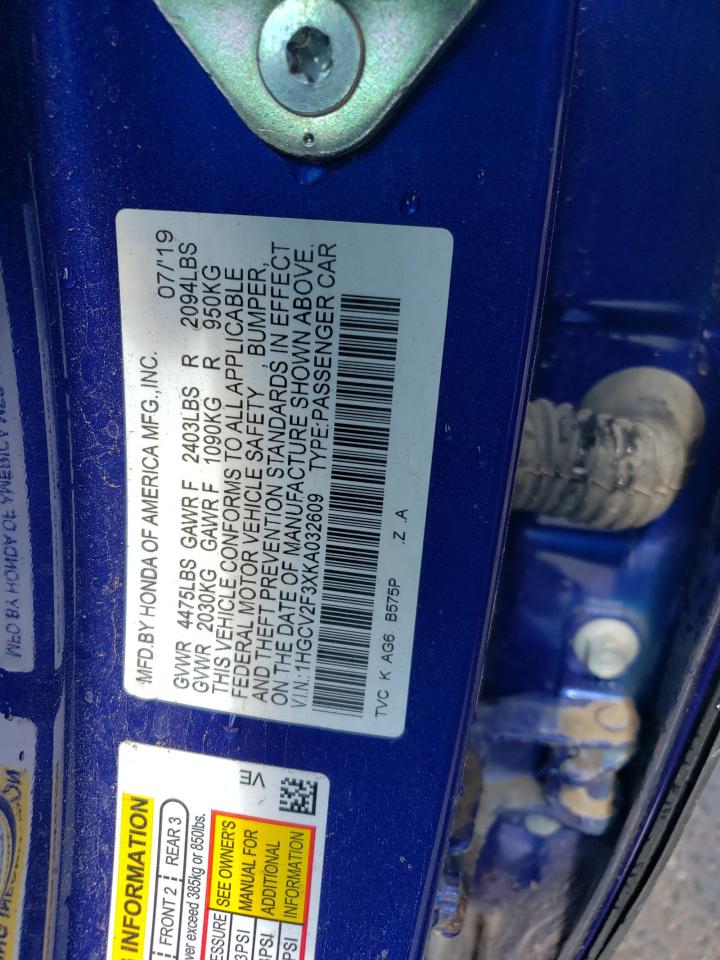 MFD.BY HONDA OF AMERICA MFG.,INC. 07/'19
GVWR 4475LBS GAWR F 2403LBS R 2094LBS
GVWR 2030KG GAWR F 1090KG R 950KG
THIS VEHICLE CONFORMS TO ALL APPLICABLE
FEDERAL MOTOR VEHICLE SAFETY BUMPER,
AND THEFT PREVENTION STANDARDS IN EFFECT
ON THE DATE OF MANUFACTURE SHOWN ABOVE.
V.I.N.:1HGCV2F3XKA032609 TYPE:PASSENGER CAR
TVC K AG6 B575P .Z .A
INFORMATION
FRONT 2 REAR 3
exceed 385kg or 850lbs.
SEE OWNER'S
MANUAL FOR
ADDITIONAL
INFORMATION
PSI
PSI
VE